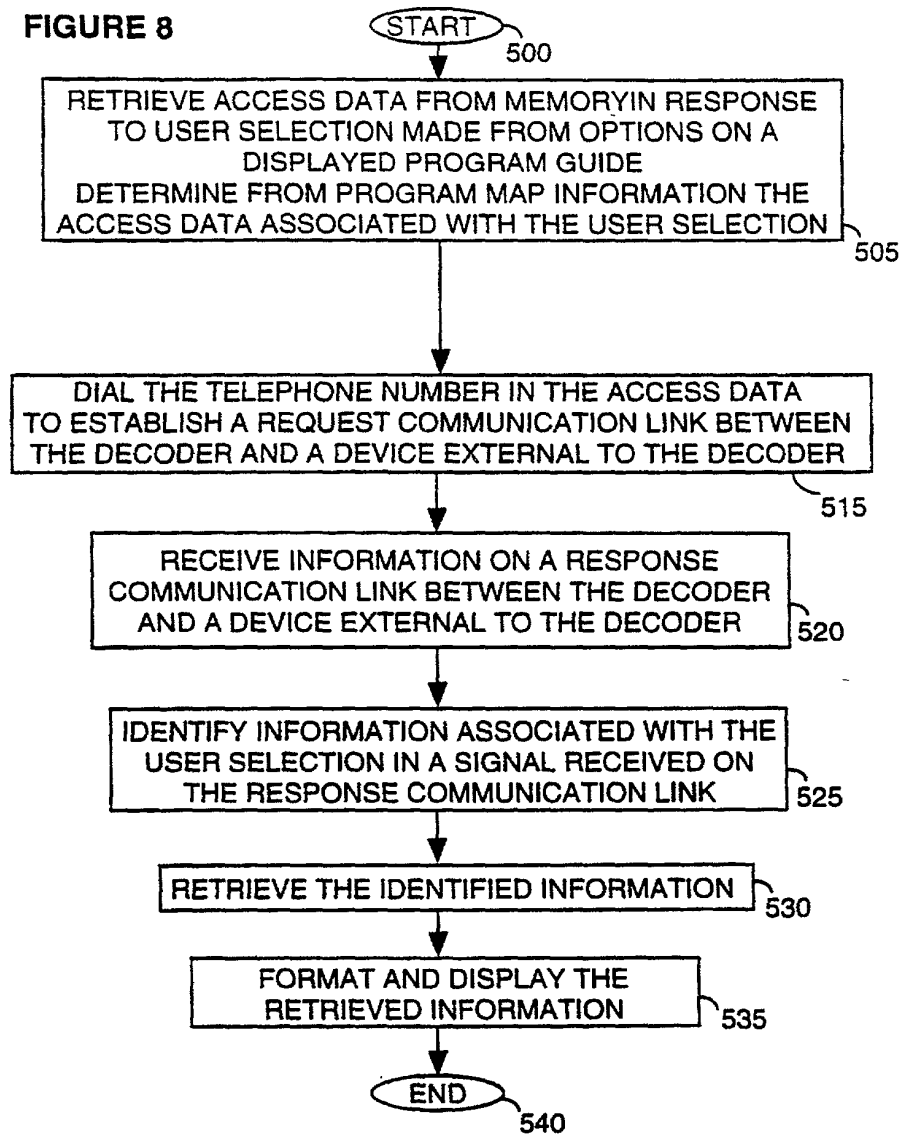 FIGURE 8
START
500
RETRIEVE ACCESS DATA FROM MEMORYIN RESPONSE
TO USER SELECTION MADE FROM OPTIONS ON A
DISPLAYED PROGRAM GUIDE
DETERMINE FROM PROGRAM MAP INFORMATION THE
ACCESS DATA ASSOCIATED WITH THE USER SELECTION
505
DIAL THE TELEPHONE NUMBER IN THE ACCESS DATA
TO ESTABLISH A REQUEST COMMUNICATION LINK BETWEEN
THE DECODER AND A DEVICE EXTERNAL TO THE DECODER
515
RECEIVE INFORMATION ON A RESPONSE
COMMUNICATION LINK BETWEEN THE DECODER
AND A DEVICE EXTERNAL TO THE DECODER
520
IDENTIFY INFORMATION ASSOCIATED WITH THE
USER SELECTION IN A SIGNAL RECEIVED ON
THE RESPONSE COMMUNICATION LINK
525
RETRIEVE THE IDENTIFIED INFORMATION
530
FORMAT AND DISPLAY THE
RETRIEVED INFORMATION
535
END
540